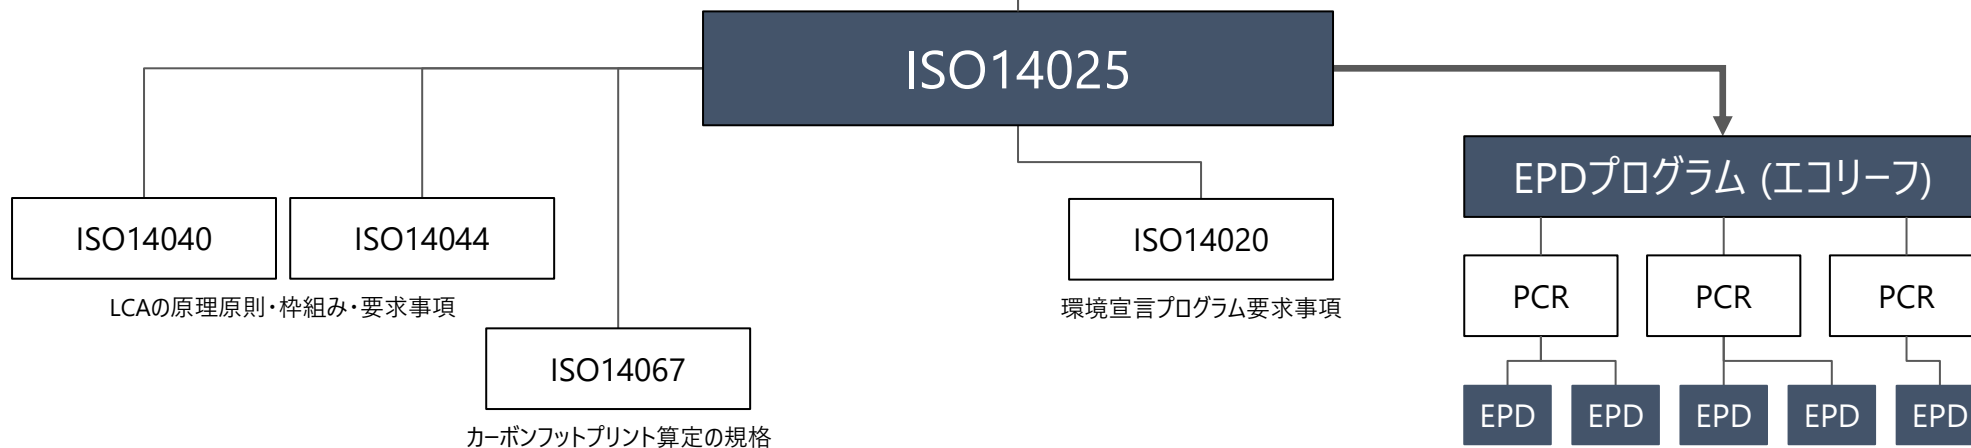 ISO14025
EPDプログラム (エコリーフ)
ISO14040
ISO14044
ISO14020
LCAの原理原則・枠組み・要求事項
環境宣言プログラム要求事項
PCR
PCR
PCR
ISO14067
カーボンフットプリント算定の規格
EPD
EPD
EPD
EPD
EPD